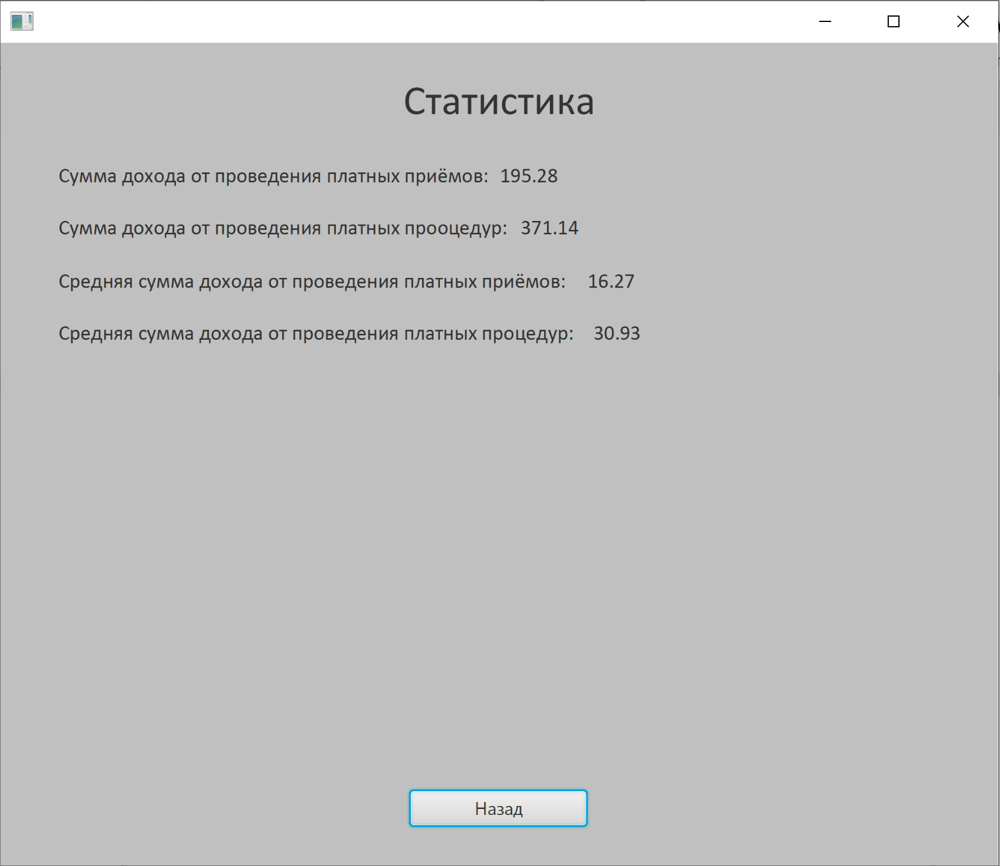 Статистика
Сумма дохода от проведения платных приёмов: 195.28
Сумма дохода от проведения платных прооцедур: 371.14
Средняя сумма дохода от проведения платных приёмов: 16.27
Средняя сумма дохода от проведения платных процедур: 30.93
Назад